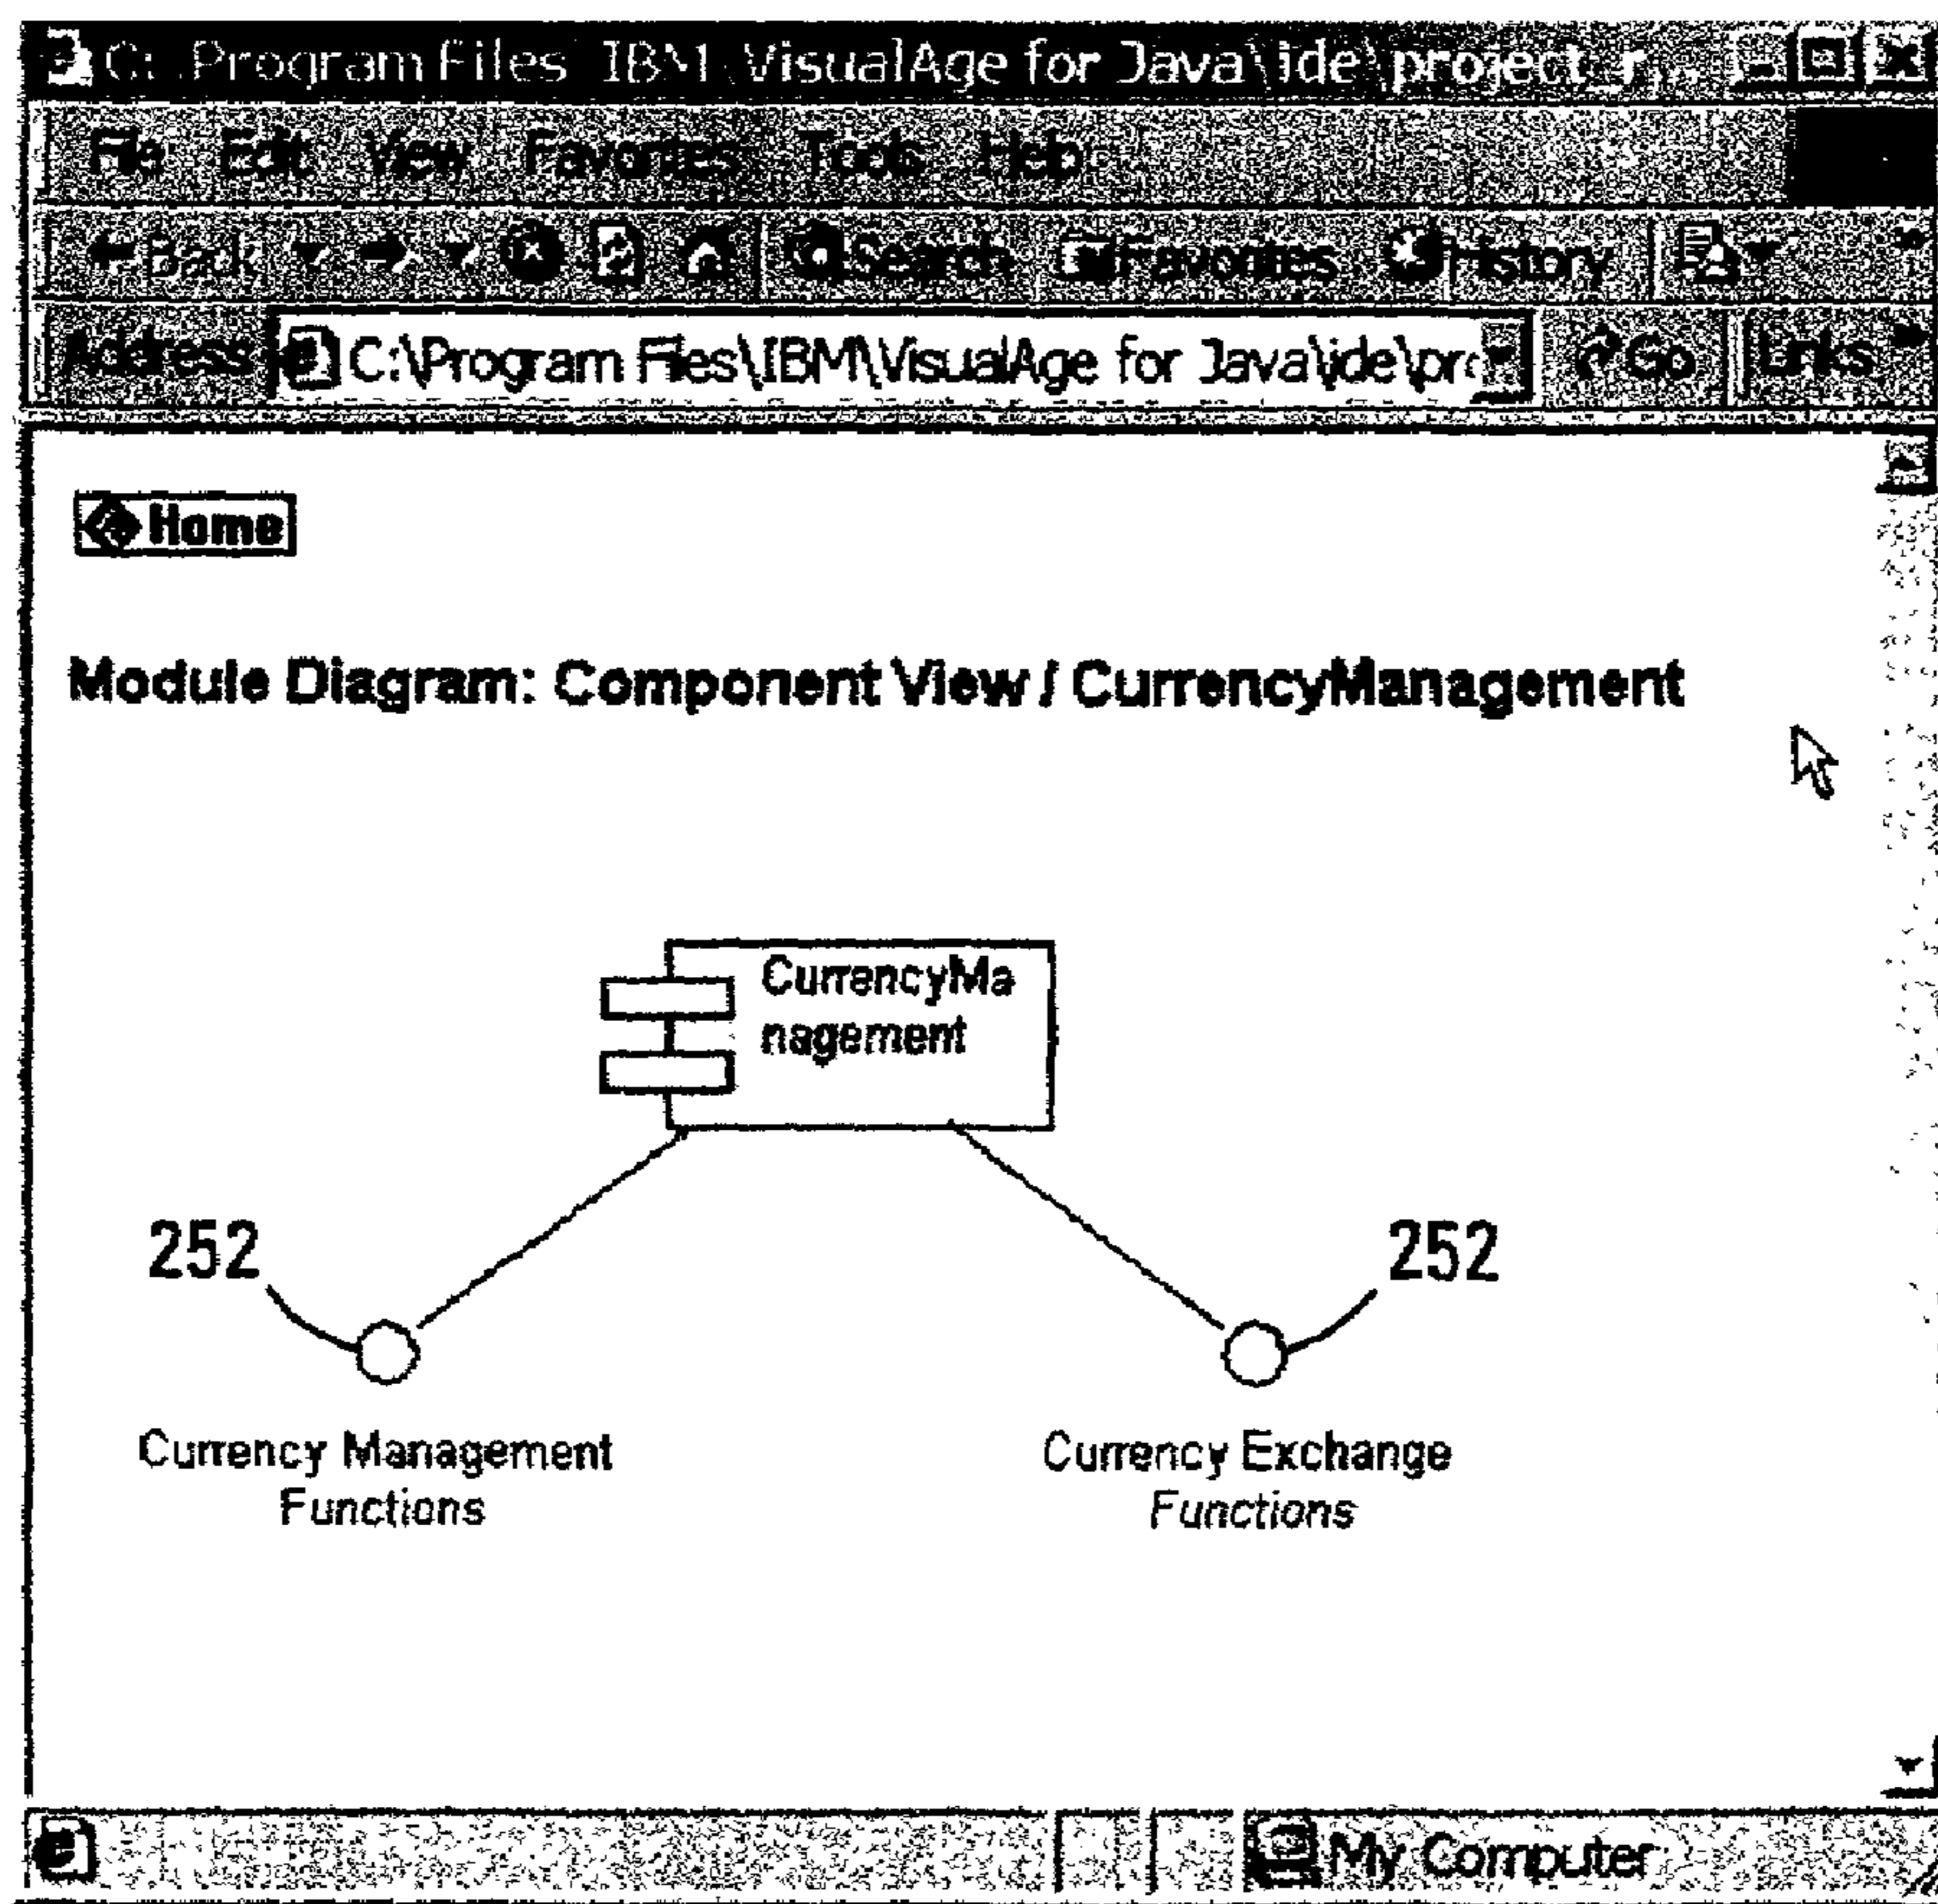 C: Program Files IBM VisualAge for Java\ide\project_r...
File Edit View Favorites Tools Help
Back Search Favorites History
Address C:\Program Files\IBM\VisualAge for Java\ide\pro Go Links »
Home
Module Diagram: Component View / CurrencyManagement
CurrencyMa
nagement
252 252
Currency Management Currency Exchange
Functions Functions
My Computer